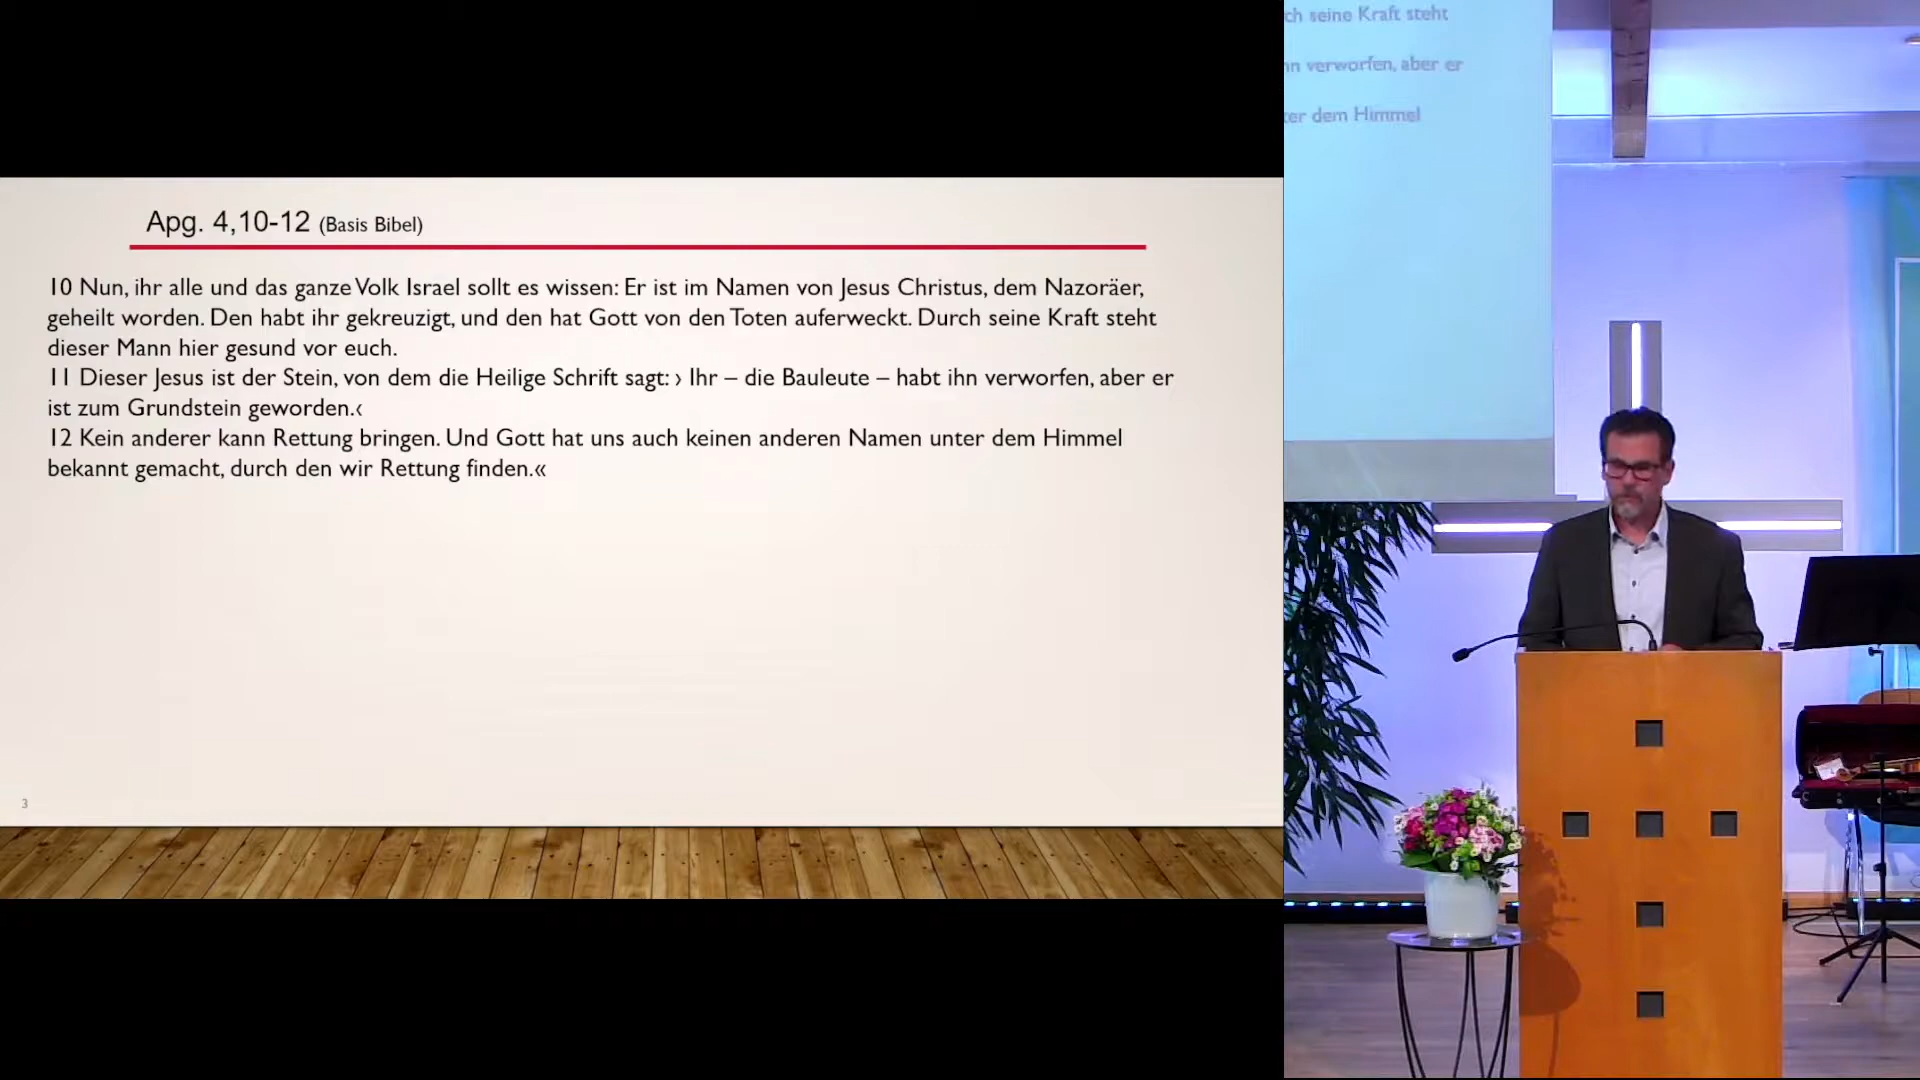 Apg. 4,10-12 (Basis Bibel)
10 Nun, ihr alle und das ganze Volk Israel sollt es wissen: Er ist im Namen von Jesus Christus, dem Nazoräer,
geheilt worden. Den habt ihr gekreuzigt, und den hat Gott von den Toten auferweckt. Durch seine Kraft steht
dieser Mann hier gesund vor euch.
11 Dieser Jesus ist der Stein, von dem die Heilige Schrift sagt: › Ihr – die Bauleute – habt ihn verworfen, aber er
ist zum Grundstein geworden.‹
12 Kein anderer kann Rettung bringen. Und Gott hat uns auch keinen anderen Namen unter dem Himmel
bekannt gemacht, durch den wir Rettung finden.«
3
ch seine Kraft steht
hn verworfen, aber er
ter dem Himmel